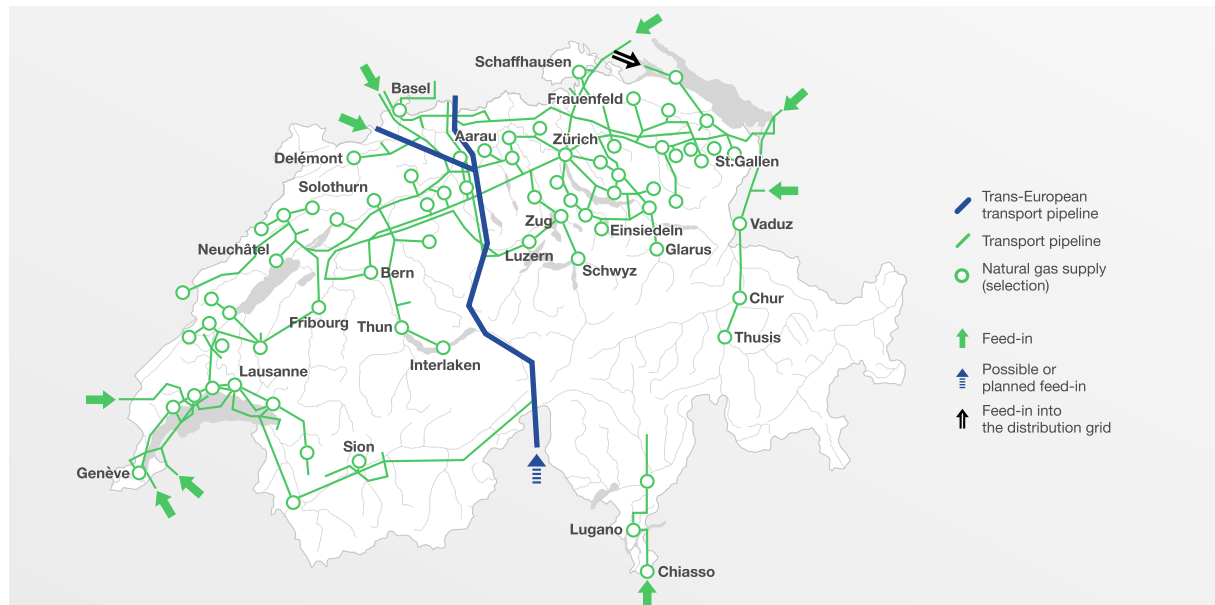 Schaffhausen
Basel
Frauenfeld
Aarau
Zürich
Delémont
St.Gallen
Solothurn
Zug
Vaduz
Einsiedeln
Neuchâtel
Luzern
Glarus
Schwyz
Bern
Chur
Fribourg
Thun
Thusis
Interlaken
Lausanne
Sion
Genève
Lugano
Chiasso
Trans-European
transport pipeline
Transport pipeline
Natural gas supply
(selection)
Feed-in
Possible or
planned feed-in
Feed-in into
the distribution grid